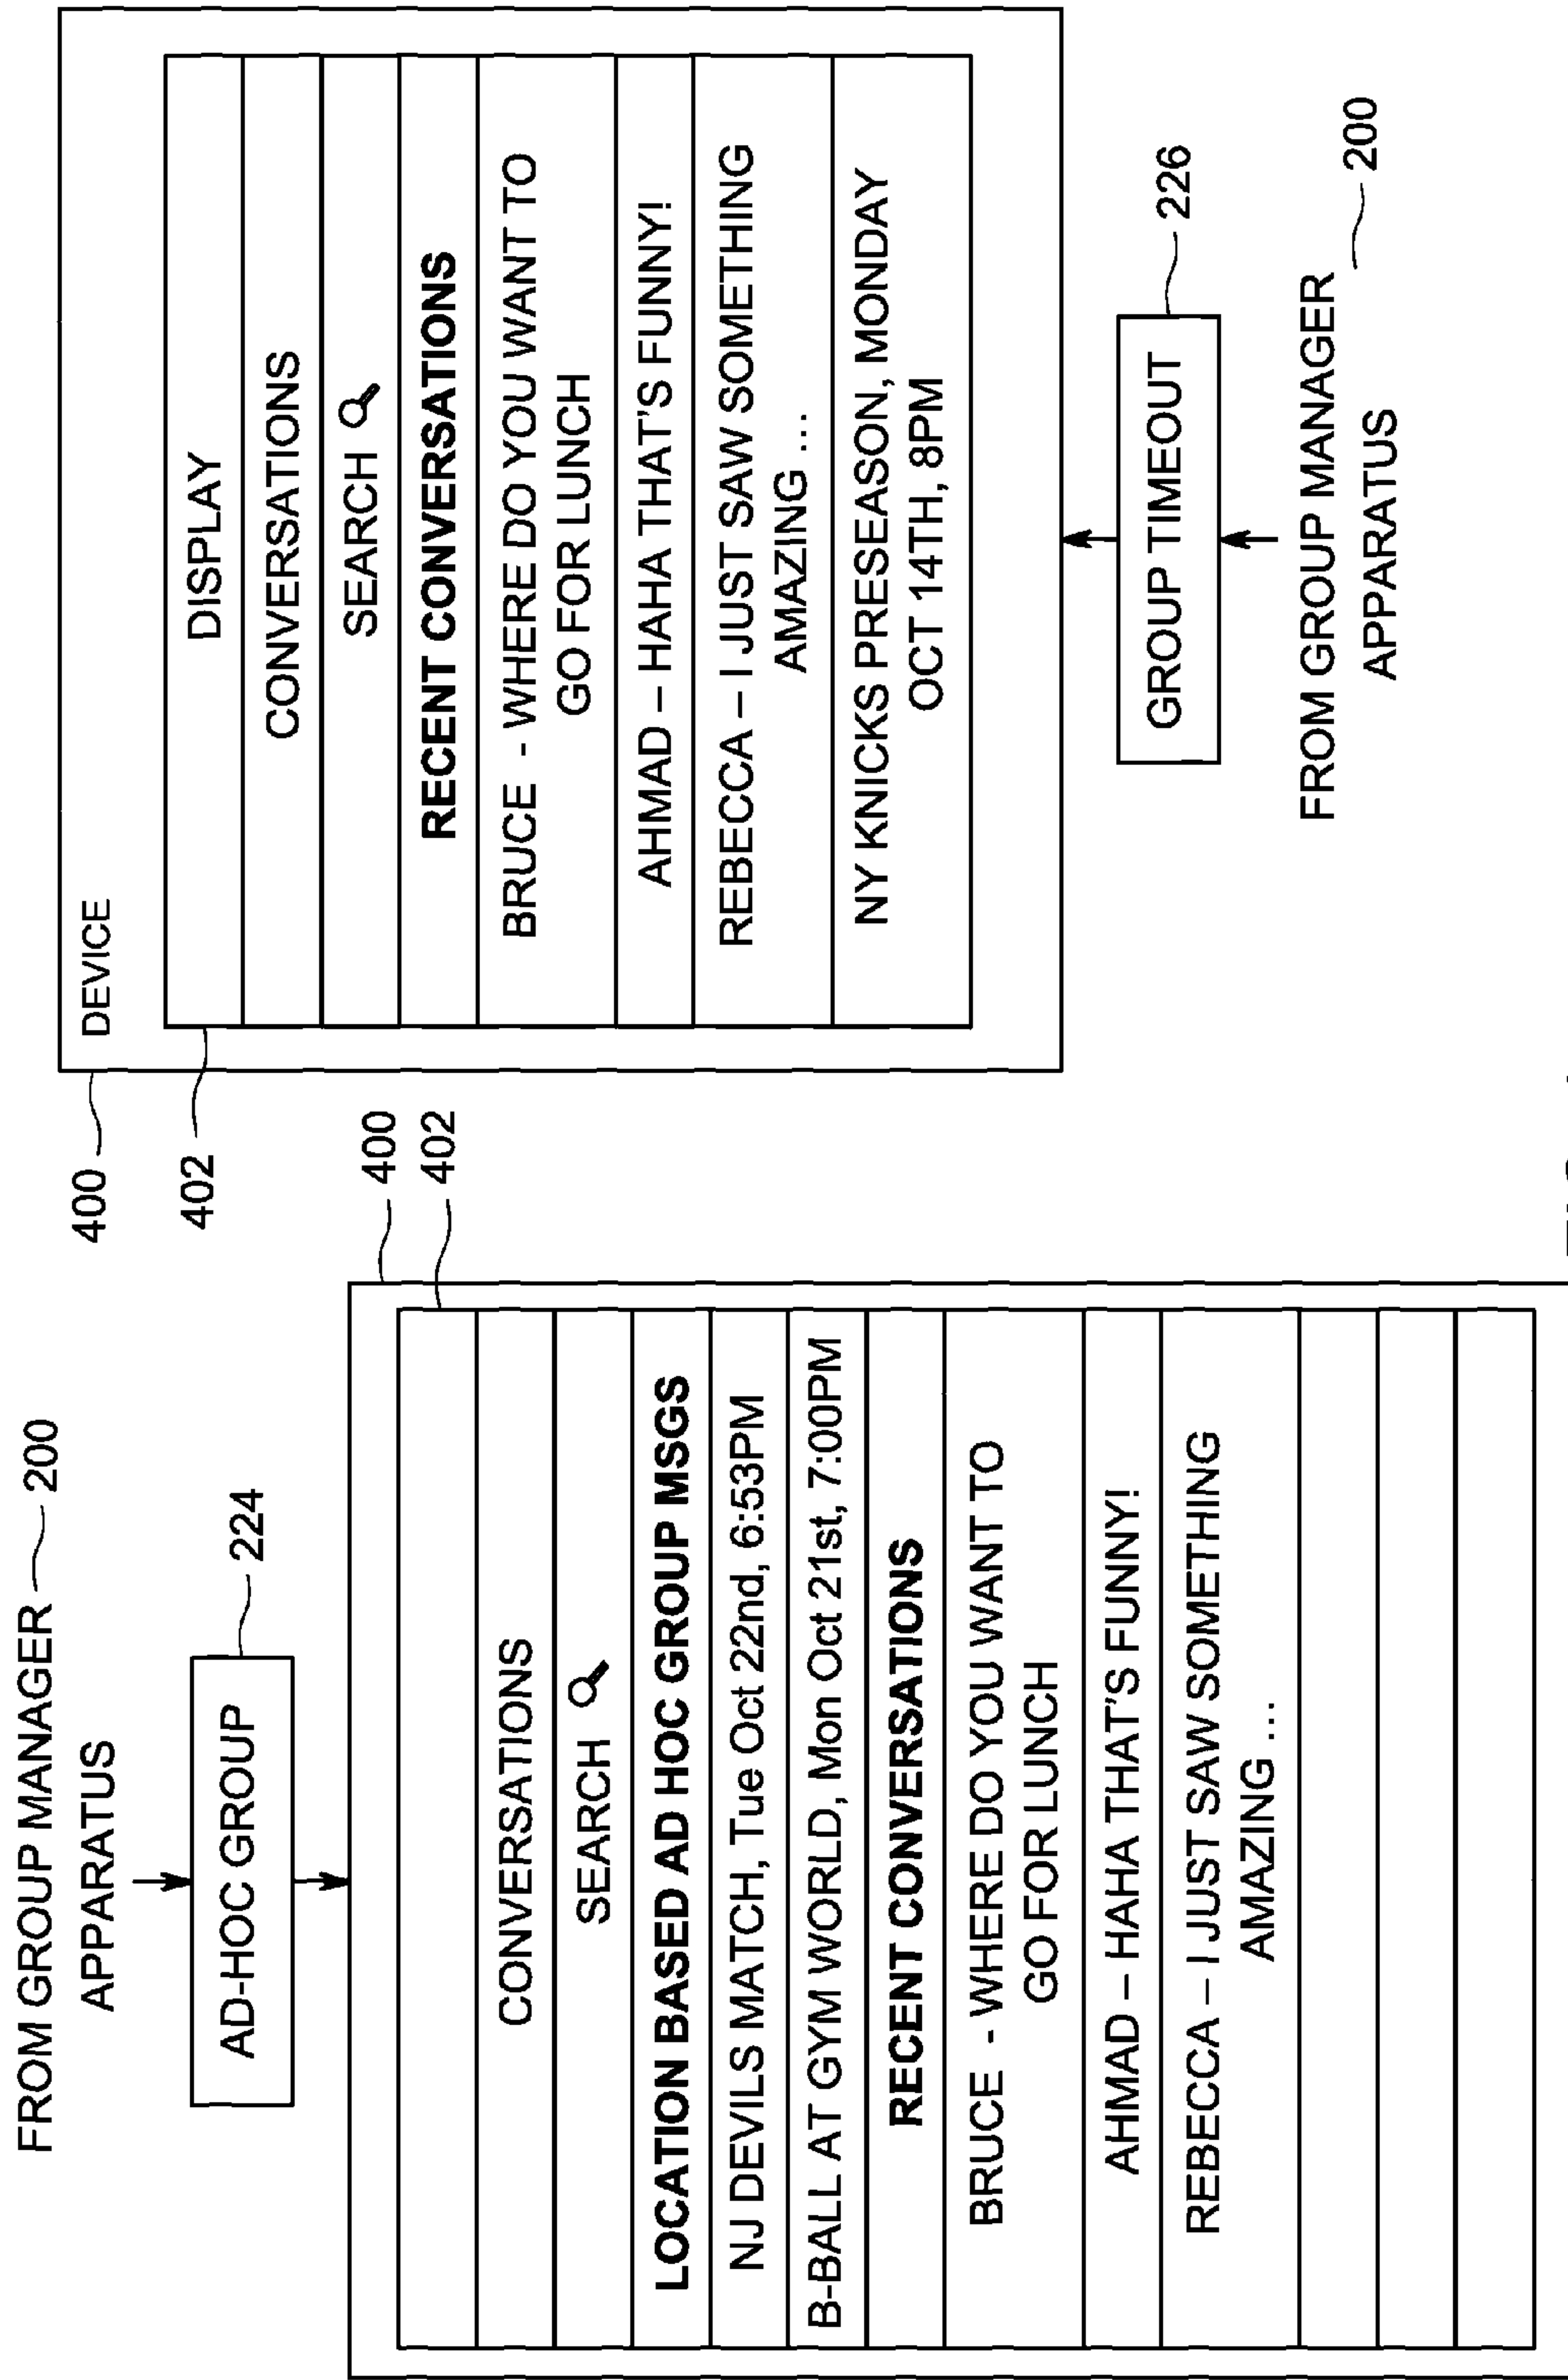 FROM GROUP MANAGER 200
APPARATUS
AD-HOC GROUP 224
400
402
CONVERSATIONS
SEARCH
LOCATION BASED AD HOC GROUP MSGS
NJ DEVILS MATCH, Tue Oct 22nd, 6:53PM
B-BALL AT GYM WORLD, Mon Oct 21st, 7:00PM
RECENT CONVERSATIONS
BRUCE - WHERE DO YOU WANT TO
GO FOR LUNCH
AHMAD – HAHA THAT'S FUNNY!
REBECCA – I JUST SAW SOMETHING
AMAZING ...
400
DEVICE
402
DISPLAY
CONVERSATIONS
SEARCH
RECENT CONVERSATIONS
BRUCE - WHERE DO YOU WANT TO
GO FOR LUNCH
AHMAD – HAHA THAT'S FUNNY!
REBECCA – I JUST SAW SOMETHING
AMAZING ...
NY KNICKS PRESEASON, MONDAY
OCT 14TH, 8PM
GROUP TIMEOUT 226
FROM GROUP MANAGER 200
APPARATUS